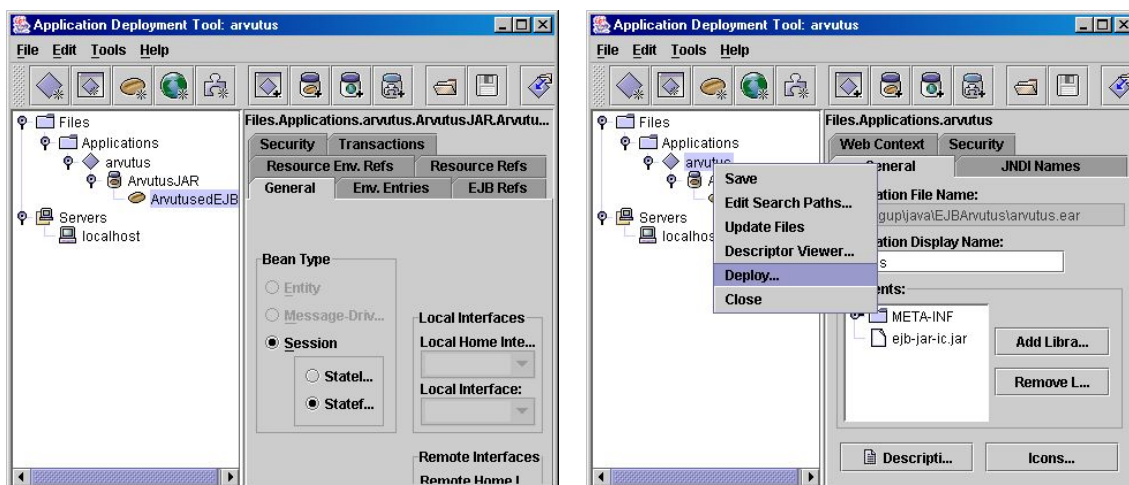 Application Deployment Tool: arvutus
File Edit Tools Help
Files
Applications
arvutus
ArvutusJAR
ArvutusedEJB
Servers
localhost
Files.Applications.arvutus.ArvutusJAR.Arvutu...
Security Transactions
Resource Env. Refs Resource Refs
General Env. Entries EJB Refs
Bean Type
Entity
Message-Driv...
Session
Statel...
Statef...
Local Interfaces
Local Home Inte...
Local Interface:
Remote Interfaces
Remote Home I
Application Deployment Tool: arvutus
File Edit Tools Help
Files
Applications
arvutus
A
Servers
localhos
Save
Edit Search Paths...
Update Files
Descriptor Viewer...
Deploy...
Close
Files.Applications.arvutus
Web Context Security
General JNDI Names
ation File Name:
gup\java\EJBArvutus\arvutus.ear
ation Display Name:
s
ents:
META-INF
ejb-jar-ic.jar
Add Libra...
Remove L...
Descripti... Icons...